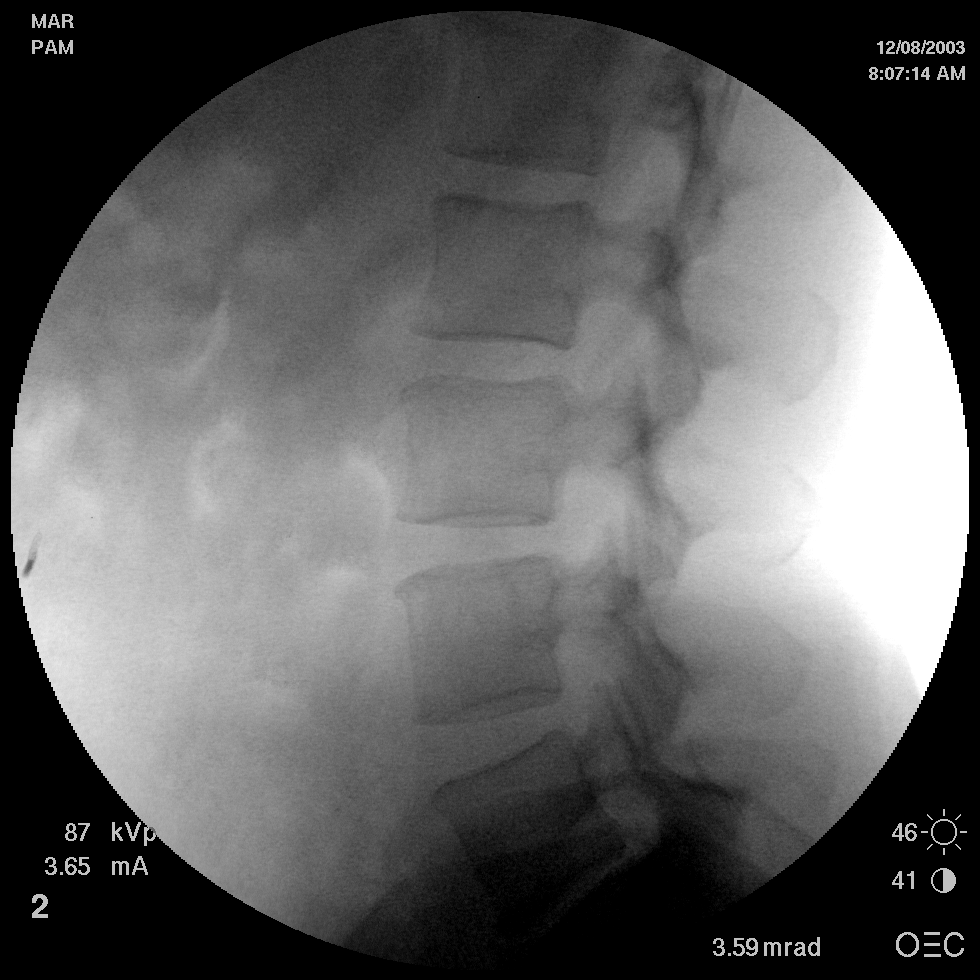 MAR
PAM
12/08/2003
8:07:14 AM
87 kVp
3.65 mA
2
46
41
3.59 mrad
OEC